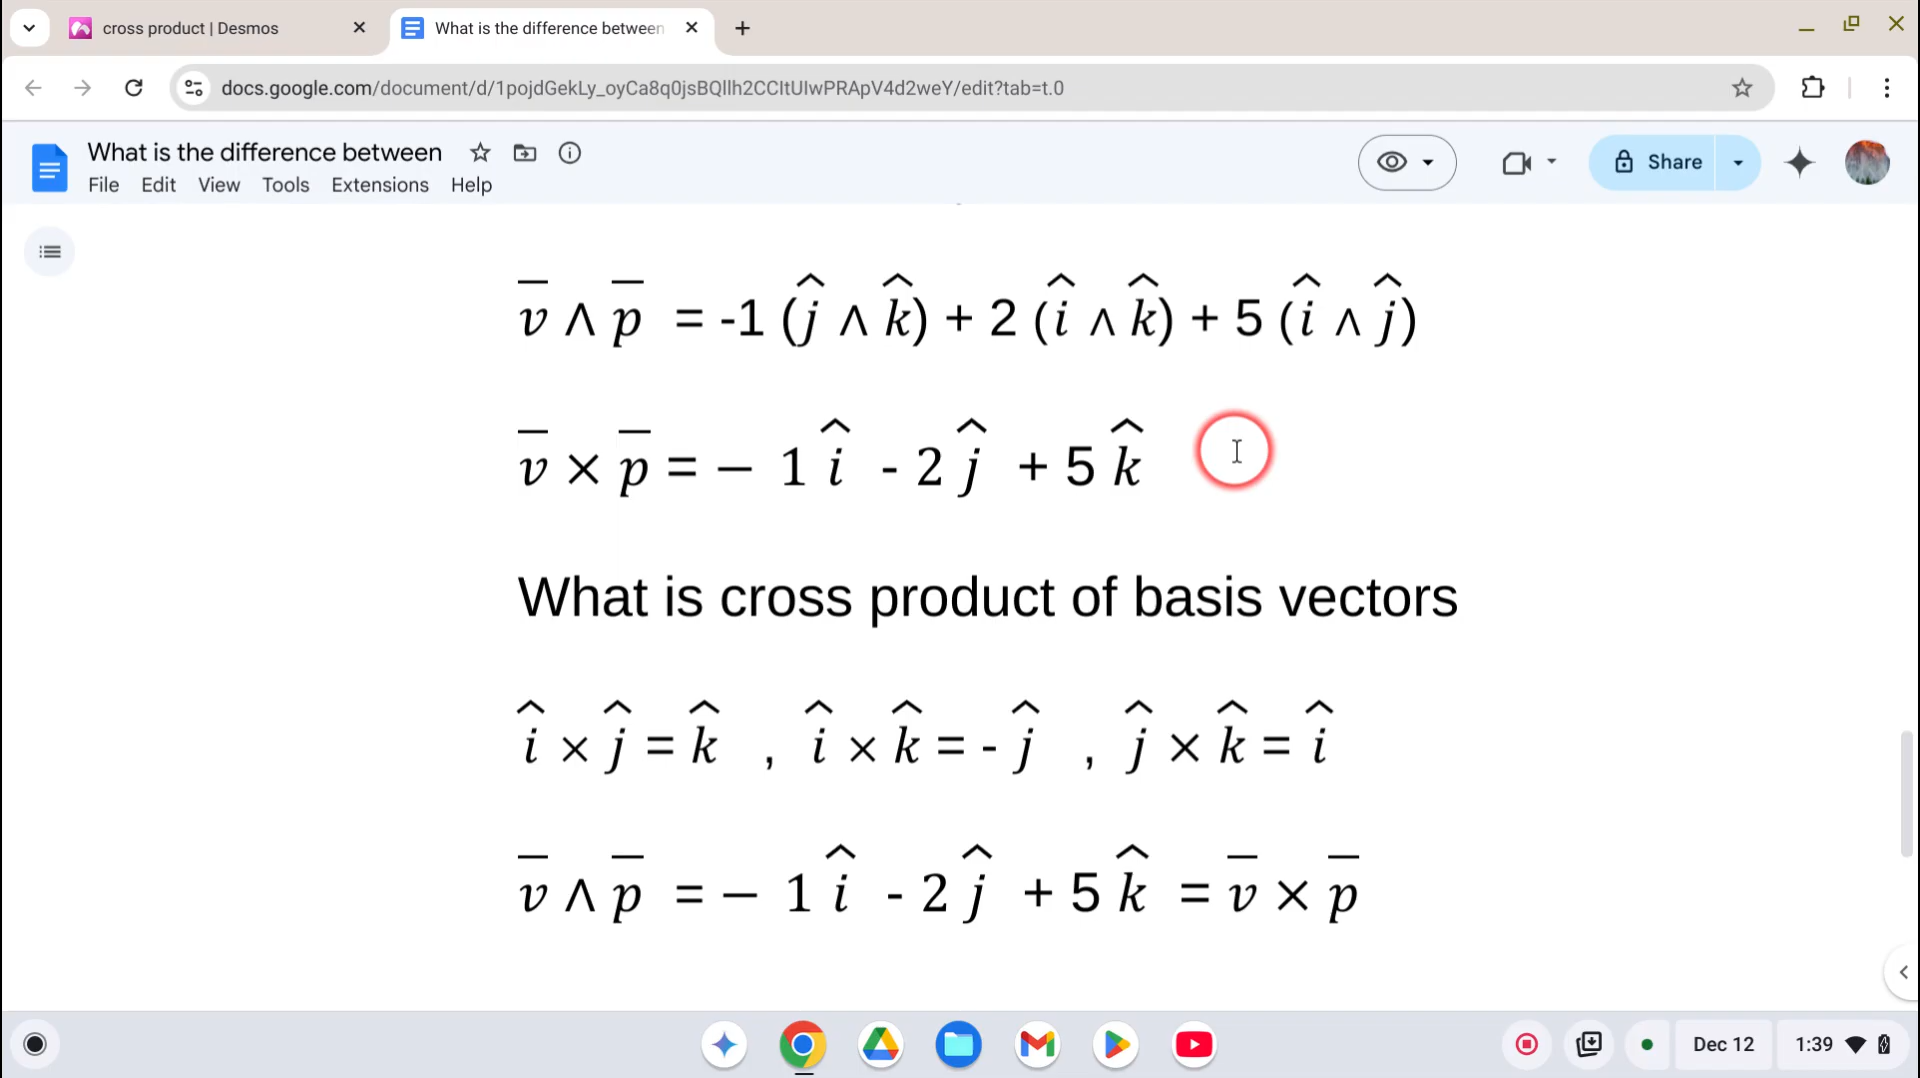 cross product | Desmos
What is the difference between
docs.google.com/document/d/1pojdGekLy_oyCa8q0jsBQllh2CCItUIwPRApV4d2weY/edit?tab=t.0
What is the difference between
File Edit View Tools Extensions Help
Share
v̅ ∧ p̅ = -1 (ĵ ∧ k̂) + 2 (î ∧ k̂) + 5 (î ∧ ĵ)
v̅ × p̅ = − 1 î - 2 ĵ + 5 k̂
What is cross product of basis vectors
î × ĵ = k̂ , î × k̂ = - ĵ , ĵ × k̂ = î
v̅ ∧ p̅ = − 1 î - 2 ĵ + 5 k̂ = v̅ × p̅
Dec 12
1:39